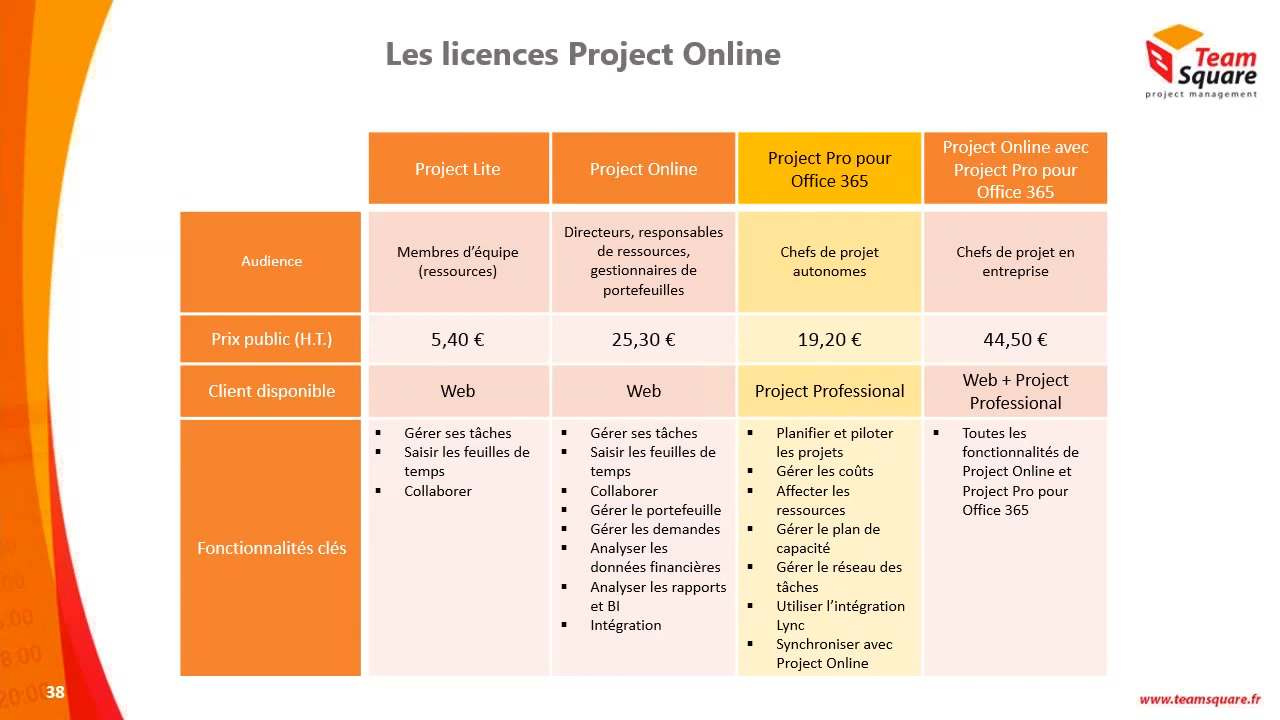 Les licences Project Online
Team
Square
project management
Project Lite
Project Online
Project Pro pour
Office 365
Project Online avec
Project Pro pour
Office 365
Audience
Membres d’équipe
(ressources)
Directeurs, responsables
de ressources,
gestionnaires de
portefeuilles
Chefs de projet
autonomes
Chefs de projet en
entreprise
Prix public (H.T.)
5,40 €
25,30 €
19,20 €
44,50 €
Client disponible
Web
Web
Project Professional
Web + Project
Professional
Fonctionnalités clés
▪ Gérer ses tâches
▪ Saisir les feuilles de
temps
▪ Collaborer
▪ Gérer ses tâches
▪ Saisir les feuilles de
temps
▪ Collaborer
▪ Gérer le portefeuille
▪ Gérer les demandes
▪ Analyser les
données financières
▪ Analyser les rapports
et BI
▪ Intégration
▪ Planifier et piloter
les projets
▪ Gérer les coûts
▪ Affecter les
ressources
▪ Gérer le plan de
capacité
▪ Gérer le réseau des
tâches
▪ Utiliser l’intégration
Lync
▪ Synchroniser avec
Project Online
▪ Toutes les
fonctionnalités de
Project Online et
Project Pro pour
Office 365
38
www.teamsquare.fr